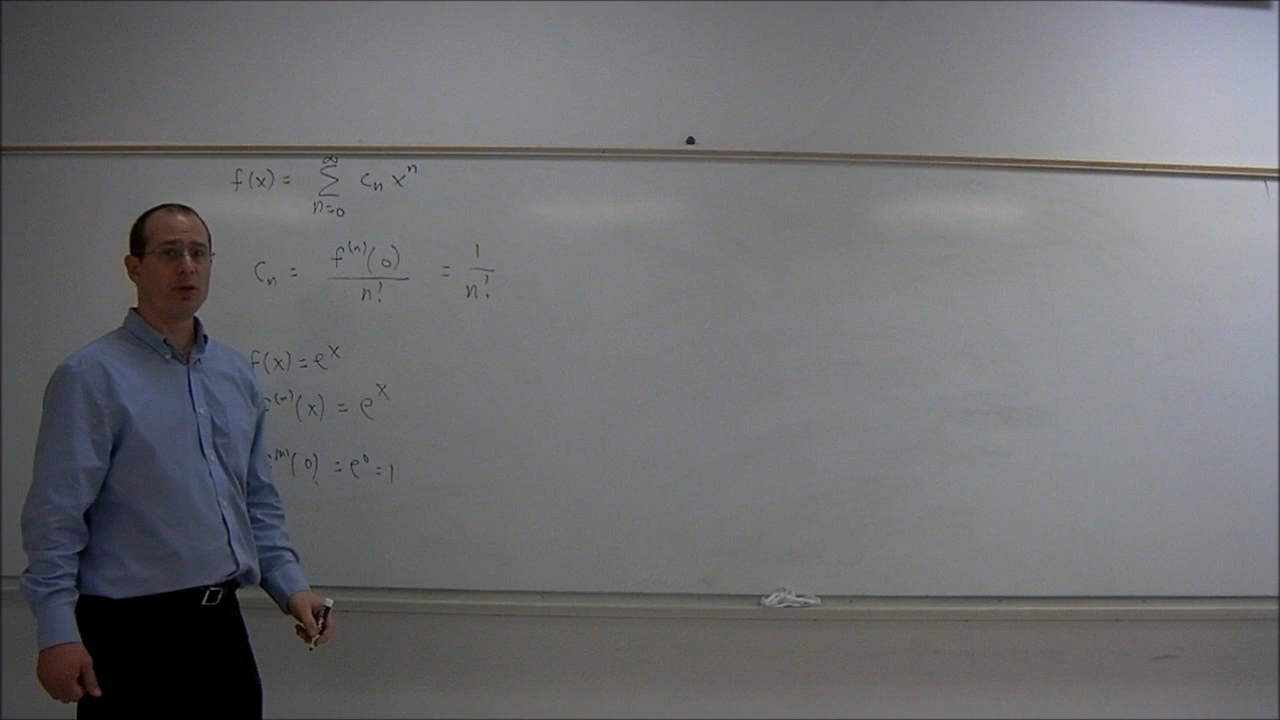 f(x) = ∑_{n=0}^{∞} c_n x^n
c_n = f^{(n)}(0) / n! = 1 / n!
f(x) = e^x
^{(n)}(x) = e^x
^{(n)}(0) = e^0 = 1